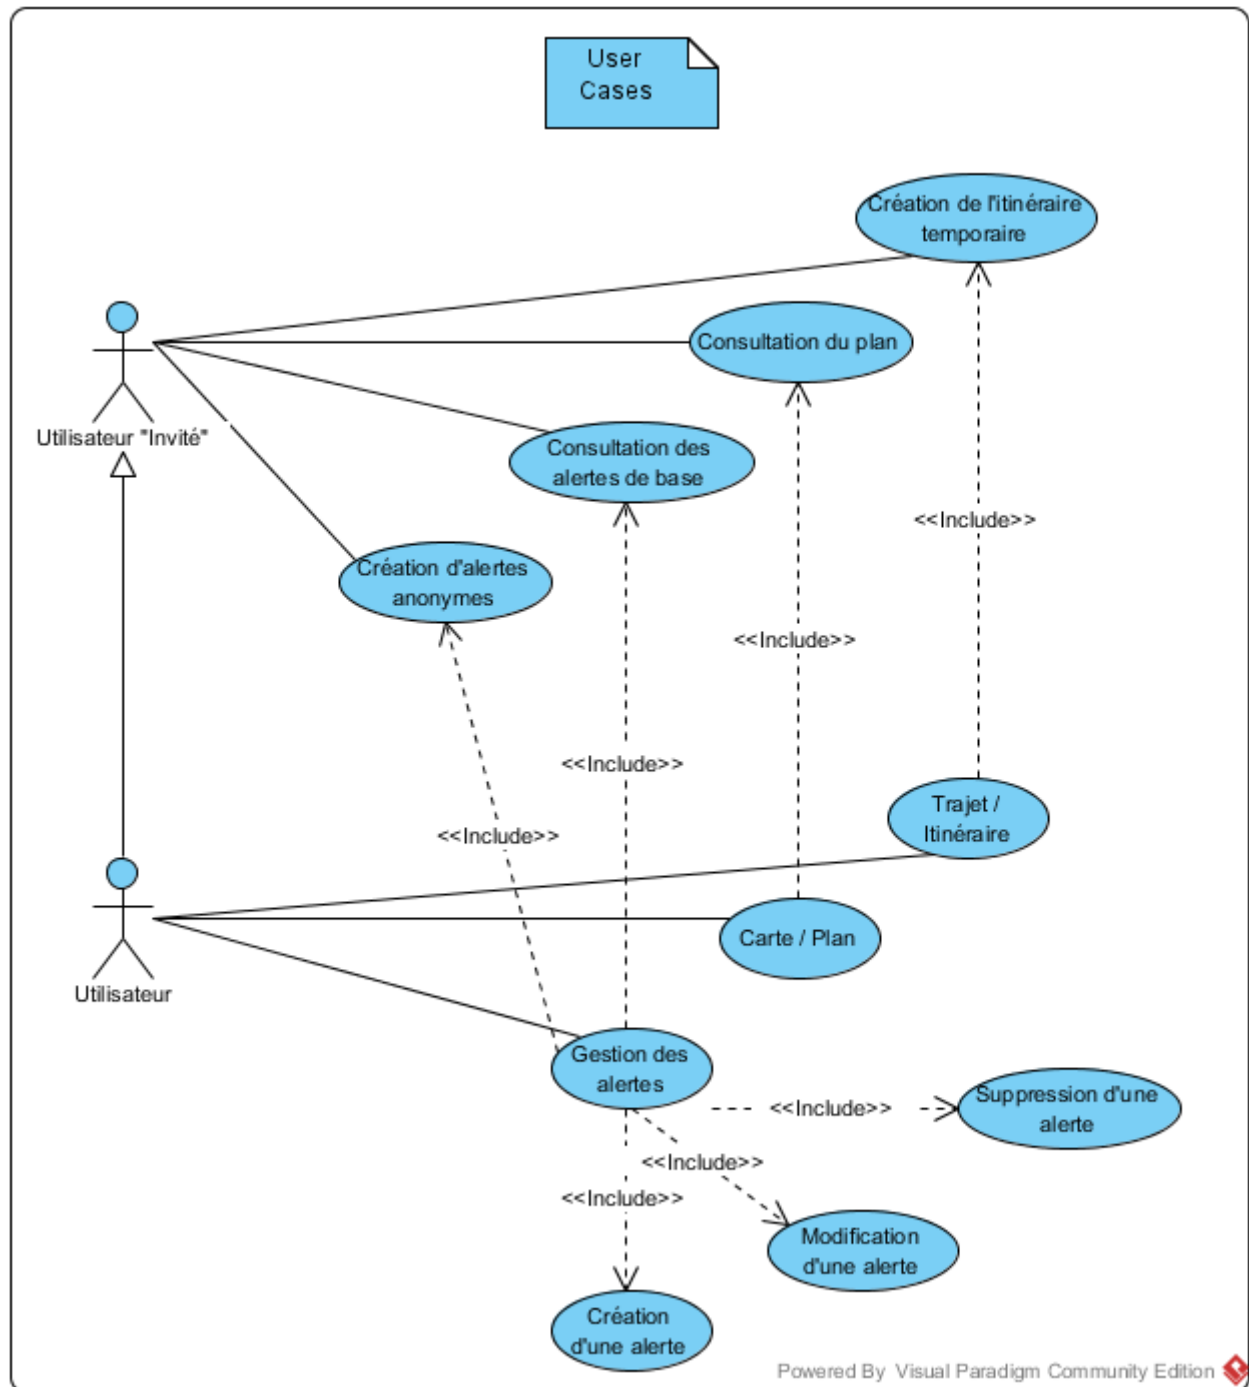 User
Cases
Création de l'itinéraire
temporaire
Consultation du plan
Utilisateur "Invité"
Consultation des
alertes de base
<<Include>>
Création d'alertes
anonymes
<<Include>>
<<Include>>
Trajet /
Itinéraire
<<Include>>
Carte / Plan
Utilisateur
Gestion des
alertes
Suppression d'une
alerte
<<Include>>
<<Include>>
<<Include>>
Modification
d'une alerte
Création
d'une alerte
Powered By Visual Paradigm Community Edition